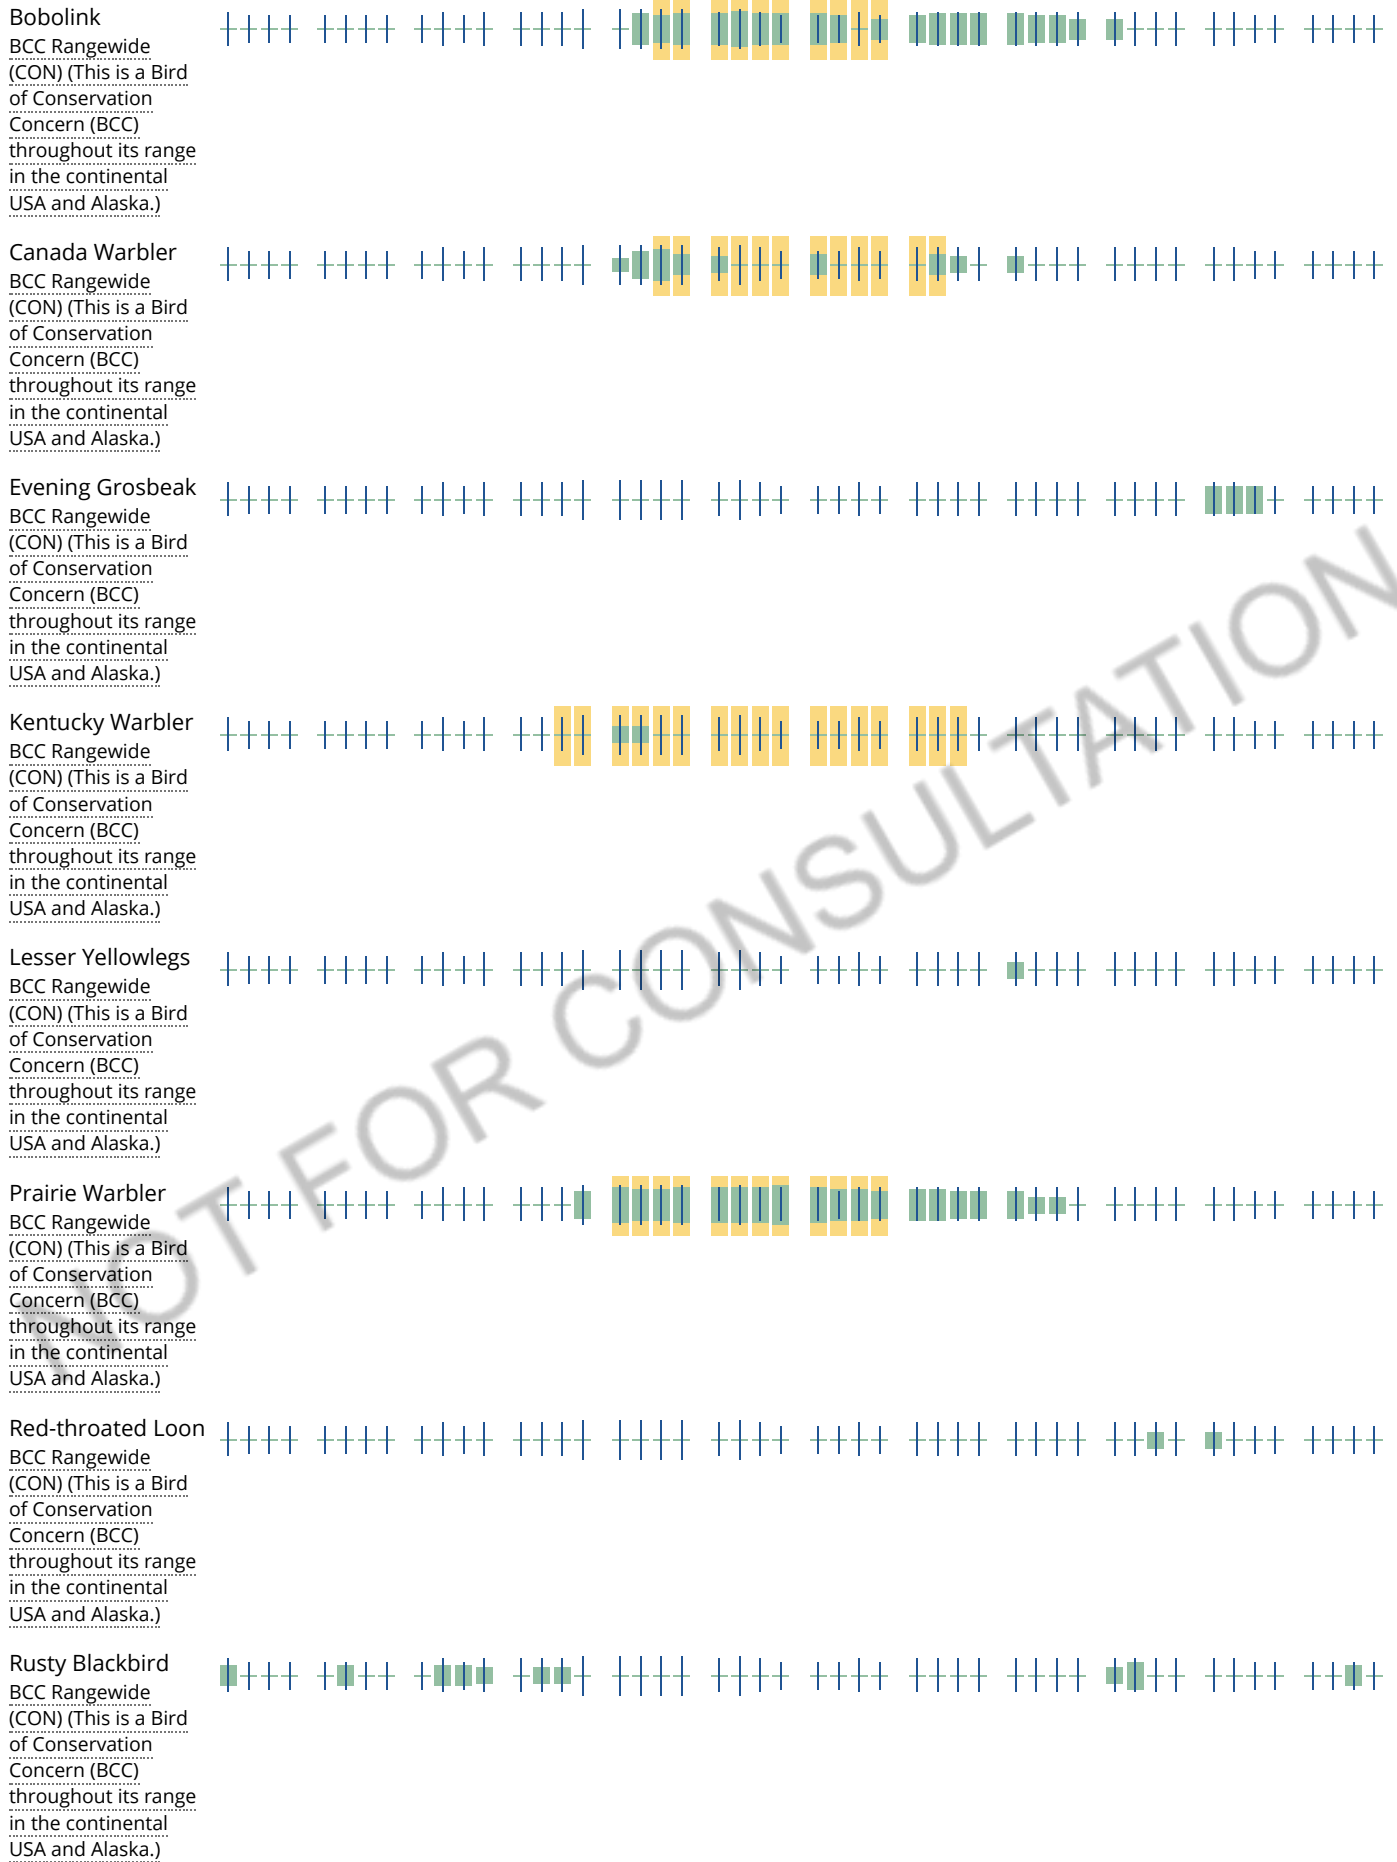 Bobolink
BCC Rangewide
(CON) (This is a Bird
of Conservation
Concern (BCC)
throughout its range
in the continental
USA and Alaska.)
Canada Warbler
BCC Rangewide
(CON) (This is a Bird
of Conservation
Concern (BCC)
throughout its range
in the continental
USA and Alaska.)
Evening Grosbeak
BCC Rangewide
(CON) (This is a Bird
of Conservation
Concern (BCC)
throughout its range
in the continental
USA and Alaska.)
Kentucky Warbler
BCC Rangewide
(CON) (This is a Bird
of Conservation
Concern (BCC)
throughout its range
in the continental
USA and Alaska.)
Lesser Yellowlegs
BCC Rangewide
(CON) (This is a Bird
of Conservation
Concern (BCC)
throughout its range
in the continental
USA and Alaska.)
Prairie Warbler
BCC Rangewide
(CON) (This is a Bird
of Conservation
Concern (BCC)
throughout its range
in the continental
USA and Alaska.)
Red-throated Loon
BCC Rangewide
(CON) (This is a Bird
of Conservation
Concern (BCC)
throughout its range
in the continental
USA and Alaska.)
Rusty Blackbird
BCC Rangewide
(CON) (This is a Bird
of Conservation
Concern (BCC)
throughout its range
in the continental
USA and Alaska.)
NOT FOR CONSULTATION